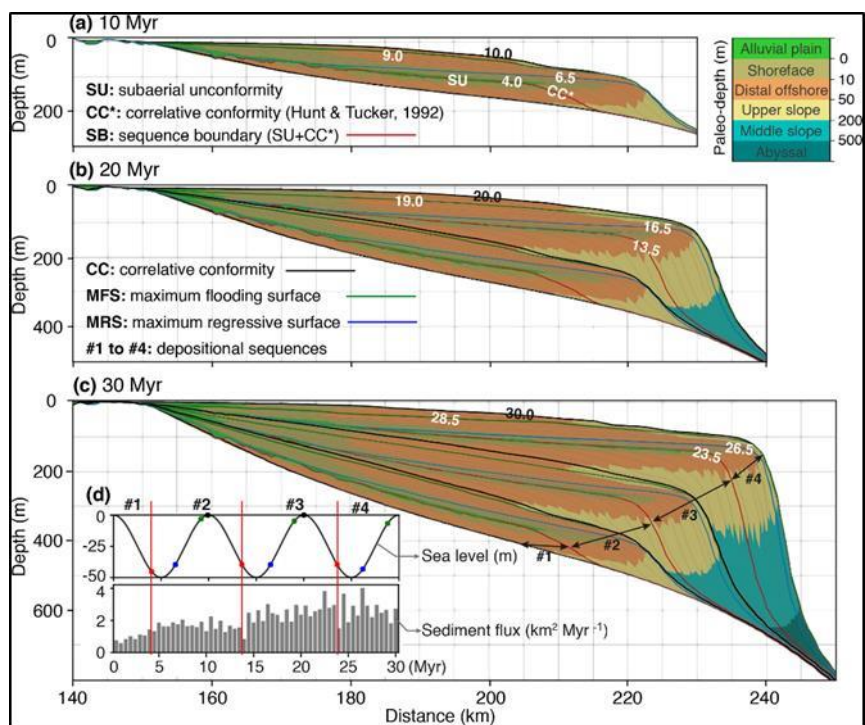 (a) 10 Myr
0
100
200
Depth (m)
9.0
10.0
SU
4.0
6.5
CC*
SU: subaerial unconformity
CC*: correlative conformity (Hunt & Tucker, 1992)
SB: sequence boundary (SU+CC*)
Paleo-depth (m)
Alluvial plain
0
Shoreface
10
Distal offshore
50
Upper slope
200
Middle slope
500
Abyssal
(b) 20 Myr
0
200
400
Depth (m)
19.0
20.0
16.5
13.5
CC: correlative conformity
MFS: maximum flooding surface
MRS: maximum regressive surface
#1 to #4: depositional sequences
(c) 30 Myr
0
200
400
600
Depth (m)
28.5
30.0
26.5
23.5
#4
#3
#2
#1
(d)
#1 #2 #3 #4
0
-25
-50
Sea level (m)
4
2
0
Sediment flux (km² Myr⁻¹)
0 5 10 15 20 25 30 (Myr)
140 160 180 200 220 240
Distance (km)